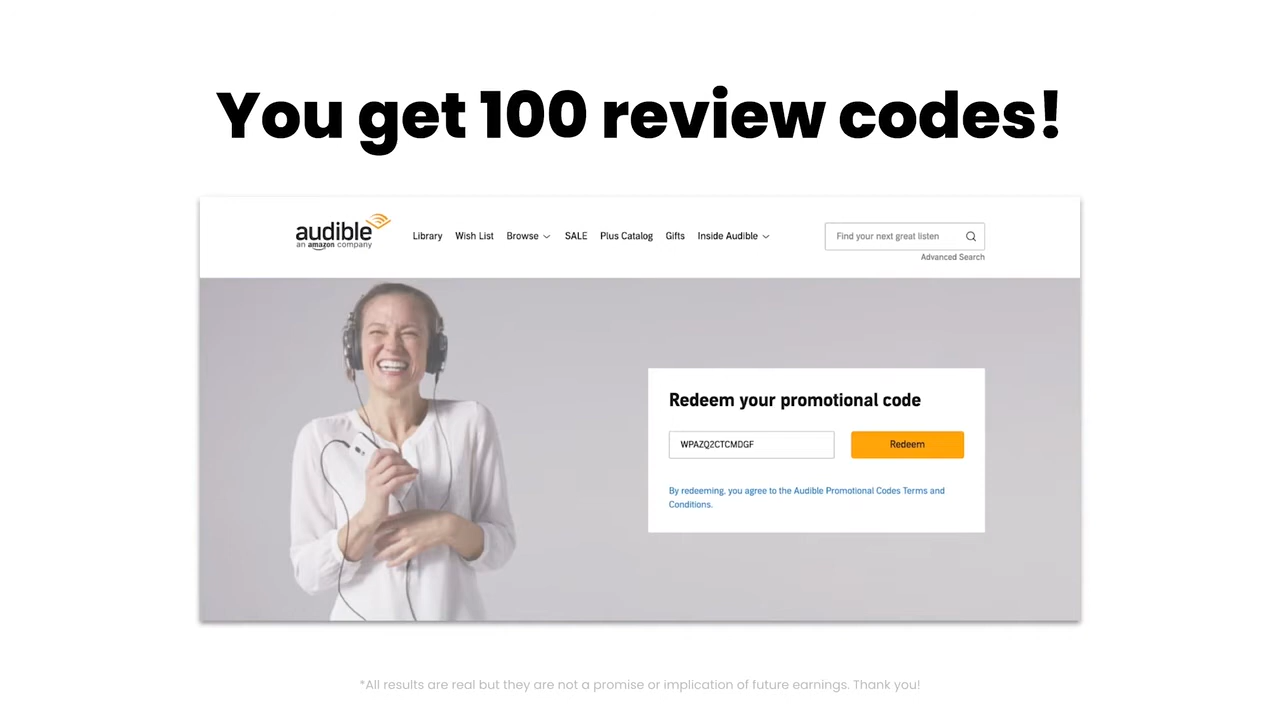 You get 100 review codes!
audible
an amazon company
Library Wish List Browse SALE Plus Catalog Gifts Inside Audible
Find your next great listen
Advanced Search
Redeem your promotional code
WPAZQ2CTCMDGF
Redeem
By redeeming, you agree to the Audible Promotional Codes Terms and
Conditions.
*All results are real but they are not a promise or implication of future earnings. Thank you!